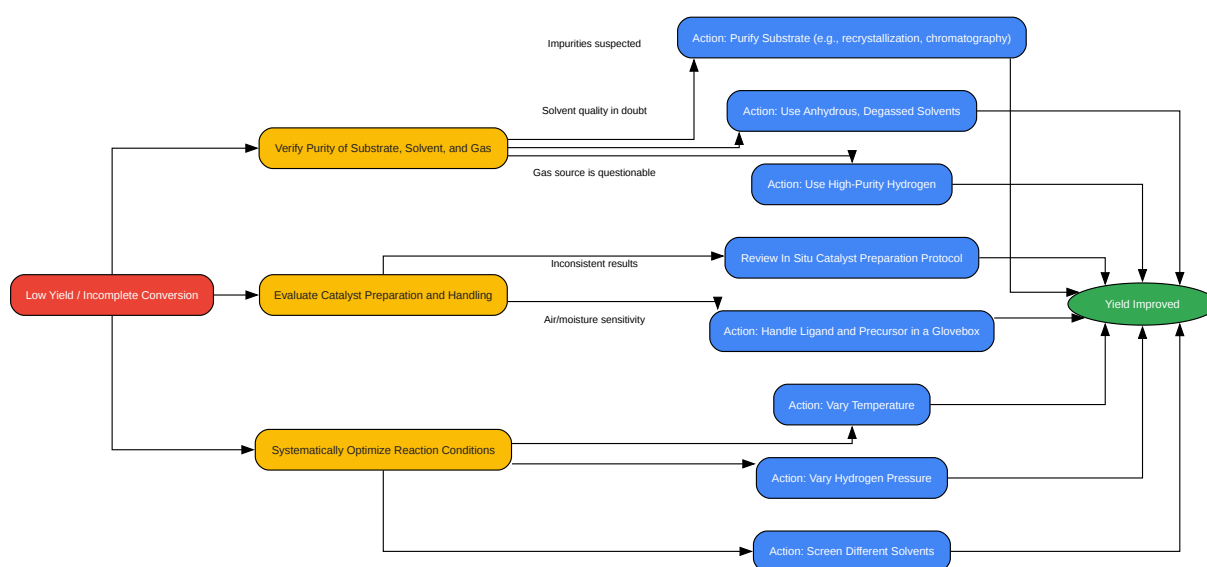 Impurities suspected
Action: Purify Substrate (e.g., recrystallization, chromatography)
Solvent quality in doubt
Action: Use Anhydrous, Degassed Solvents
Verify Purity of Substrate, Solvent, and Gas
Gas source is questionable
Action: Use High-Purity Hydrogen
Inconsistent results
Review In Situ Catalyst Preparation Protocol
Low Yield / Incomplete Conversion
Evaluate Catalyst Preparation and Handling
Yield Improved
Air/moisture sensitivity
Action: Handle Ligand and Precursor in a Glovebox
Action: Vary Temperature
Systematically Optimize Reaction Conditions
Action: Vary Hydrogen Pressure
Action: Screen Different Solvents